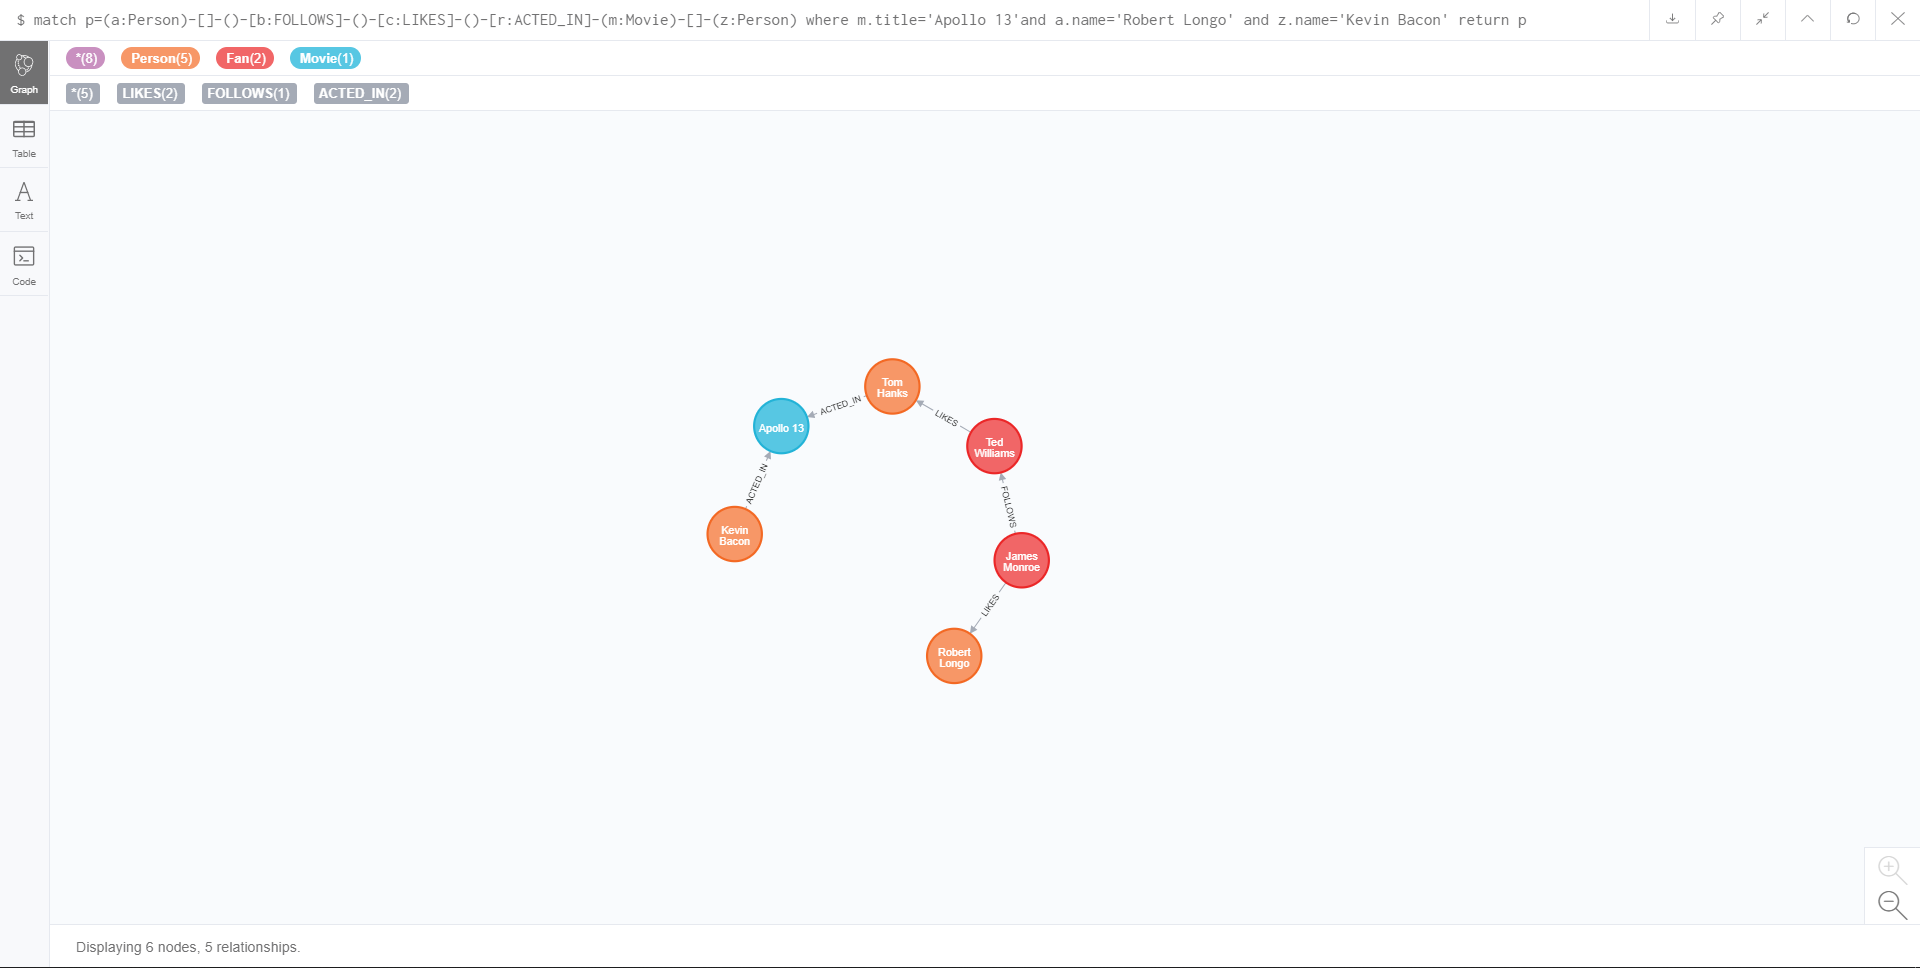 $ match p=(a:Person)-[]-()-[b:FOLLOWS]-()-[c:LIKES]-()-[r:ACTED_IN]-(m:Movie)-[]-(z:Person) where m.title='Apollo 13'and a.name='Robert Longo' and z.name='Kevin Bacon' return p
*(8) Person(5) Fan(2) Movie(1)
*(5) LIKES(2) FOLLOWS(1) ACTED_IN(2)
Graph
Table
Text
Code
Tom
Hanks
ACTED_IN
LIKES
Apollo 13
Ted
Williams
ACTED_IN
FOLLOWS
Kevin
Bacon
James
Monroe
LIKES
Robert
Longo
Displaying 6 nodes, 5 relationships.